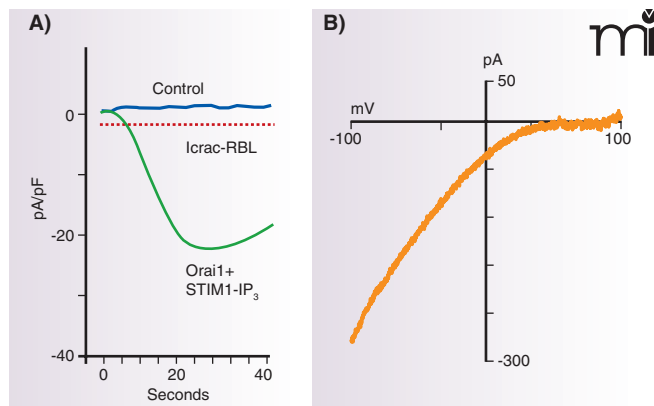 A)
0
-20
-40
pA/pF
Control
Icrac-RBL
Orai1+
STIM1-IP₃
0 20 40
Seconds
B)
mi
pA
50
mV
-100
100
-300